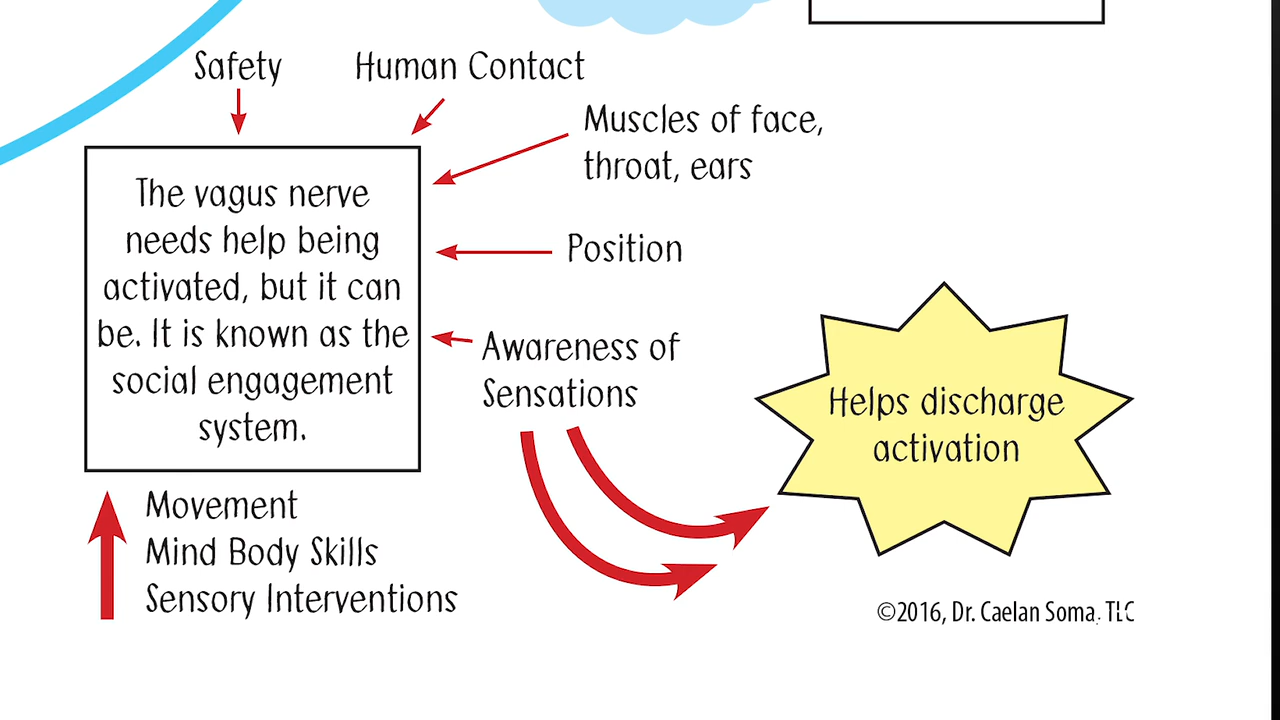 Safety
Human Contact
Muscles of face,
throat, ears
The vagus nerve
needs help being
activated, but it can
be. It is known as the
social engagement
system.
Position
Awareness of
Sensations
Helps discharge
activation
Movement
Mind Body Skills
Sensory Interventions
©2016, Dr. Caelan Soma, TLC